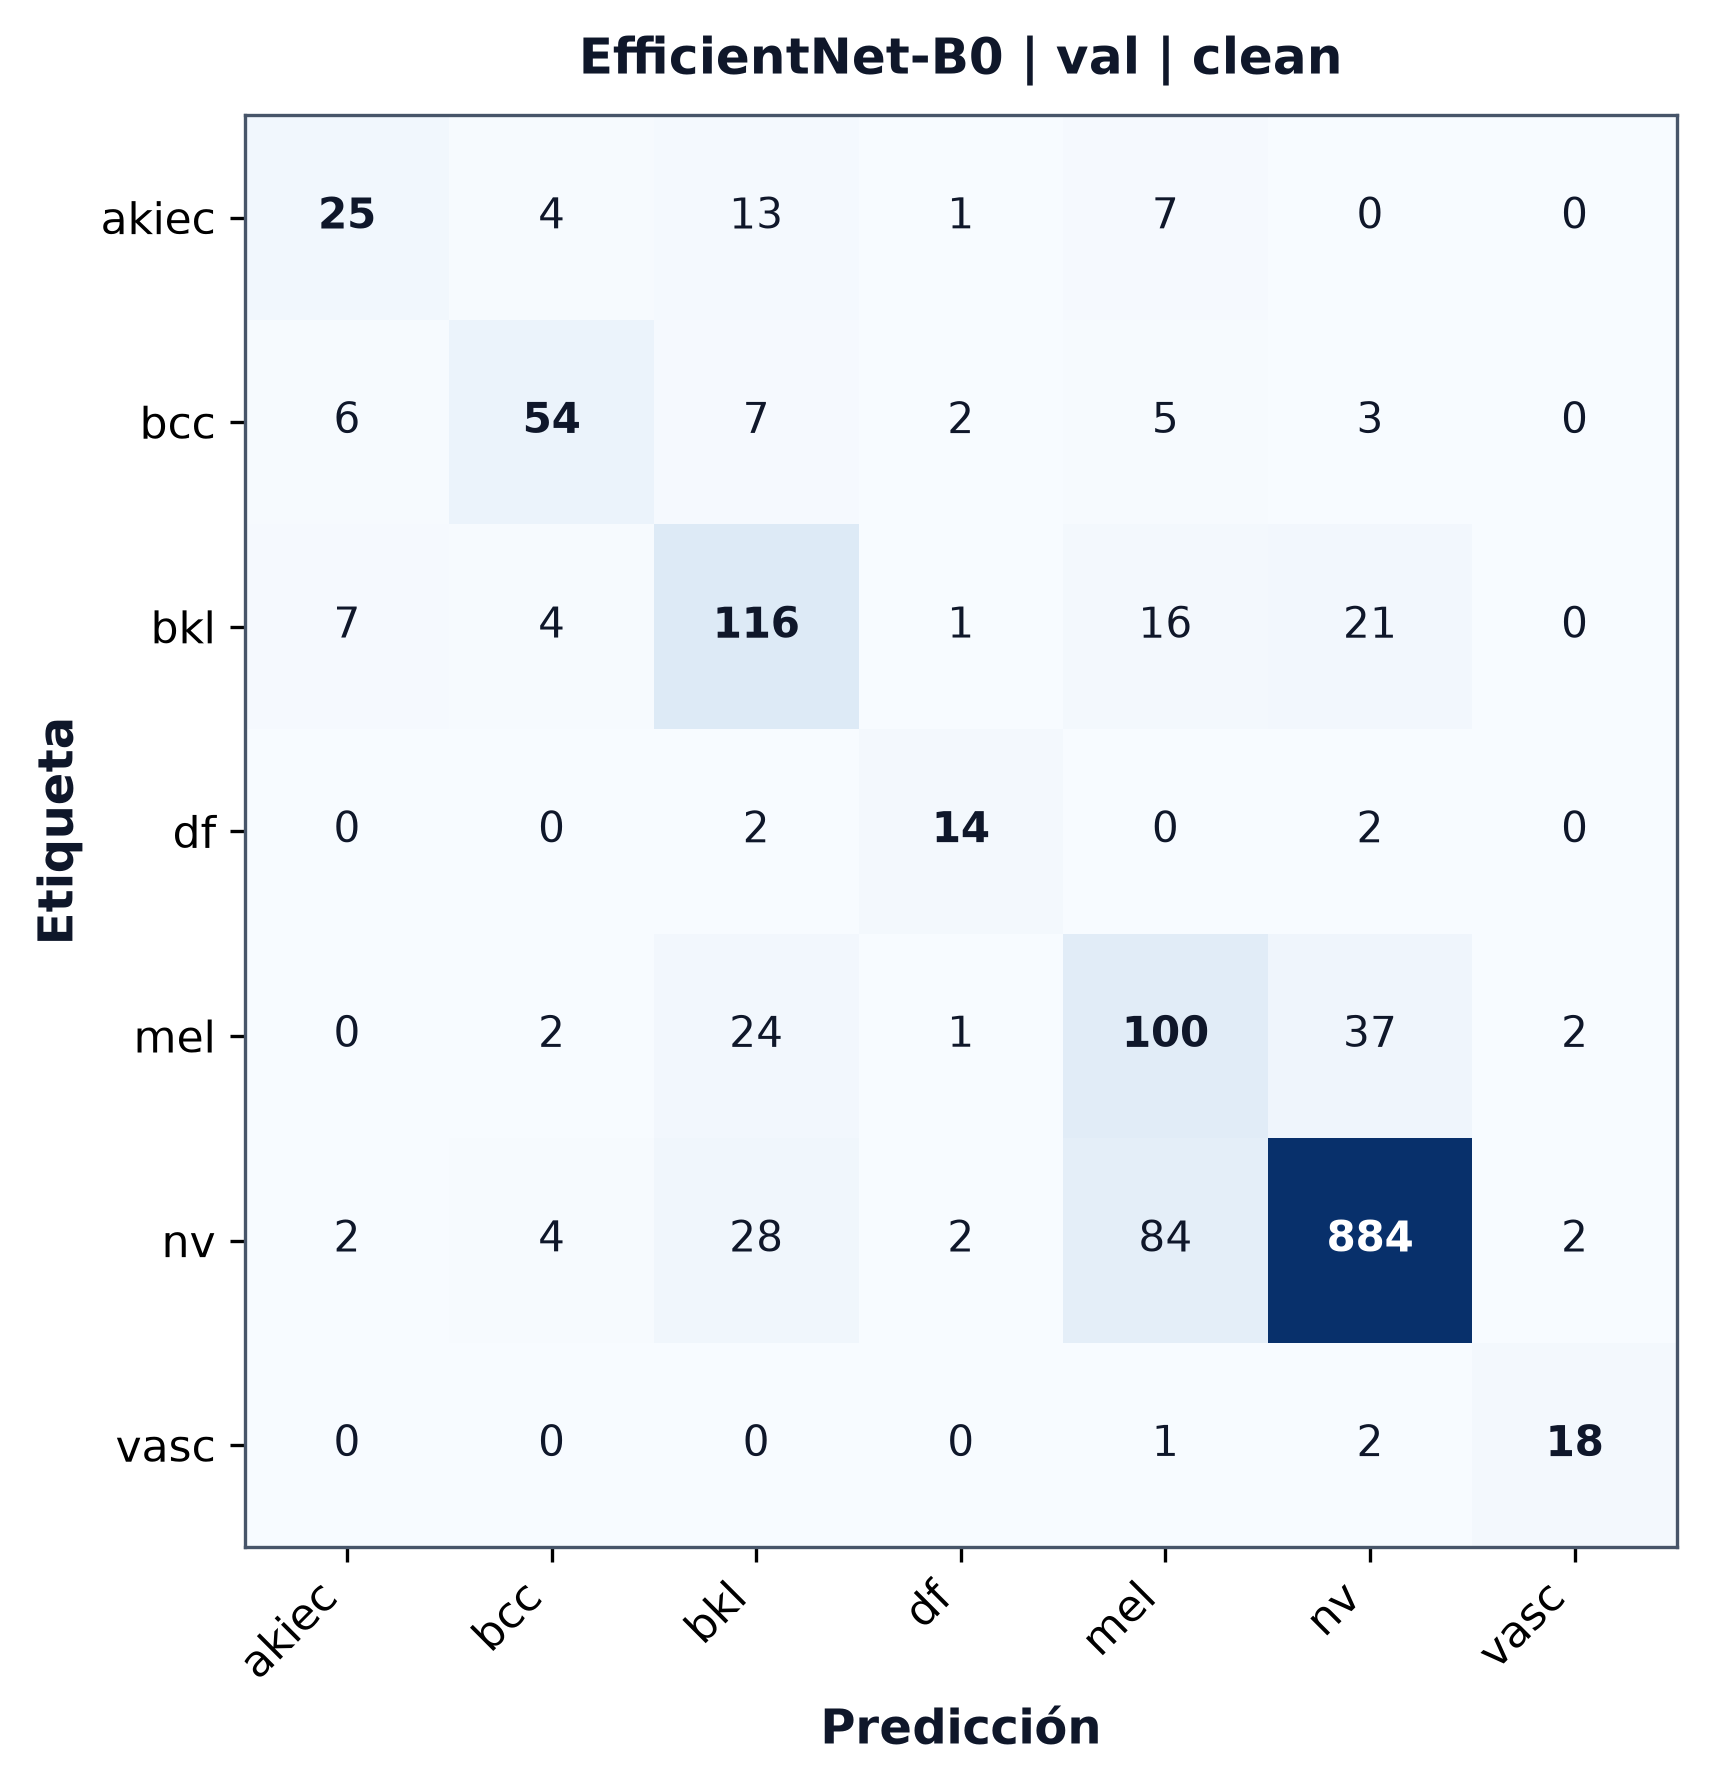 EfficientNet-B0 | val | clean
akiec 25 4 13 1 7 0 0
bcc 6 54 7 2 5 3 0
bkl 7 4 116 1 16 21 0
df 0 0 2 14 0 2 0
mel 0 2 24 1 100 37 2
nv 2 4 28 2 84 884 2
vasc 0 0 0 0 1 2 18
Etiqueta
akiec bcc bkl df mel nv vasc
Predicción